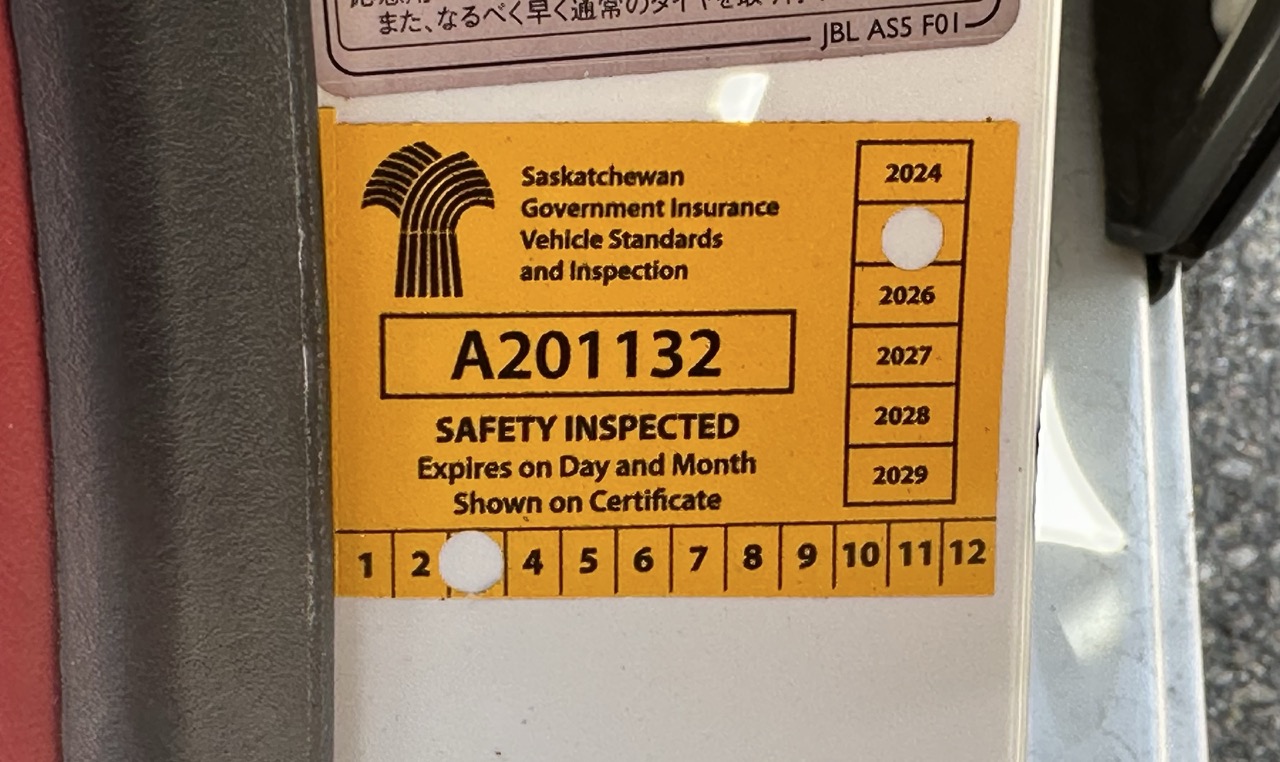 また、なるべく早く通常のタイヤを取り
JBL AS5 F01
Saskatchewan
Government Insurance
Vehicle Standards
and Inspection
A201132
SAFETY INSPECTED
Expires on Day and Month
Shown on Certificate
2024
2026
2027
2028
2029
1 2 4 5 6 7 8 9 10 11 12